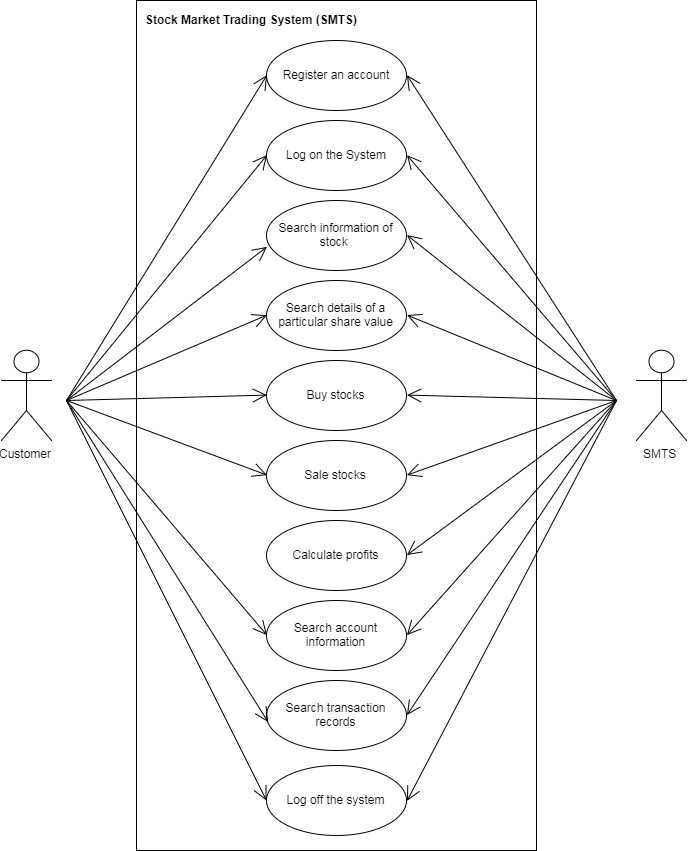 Stock Market Trading System (SMTS)
Register an account
Log on the System
Search information of
stock
Search details of a
particular share value
Buy stocks
Sale stocks
Calculate profits
Search account
information
Search transaction
records
Log off the system
Customer
SMTS